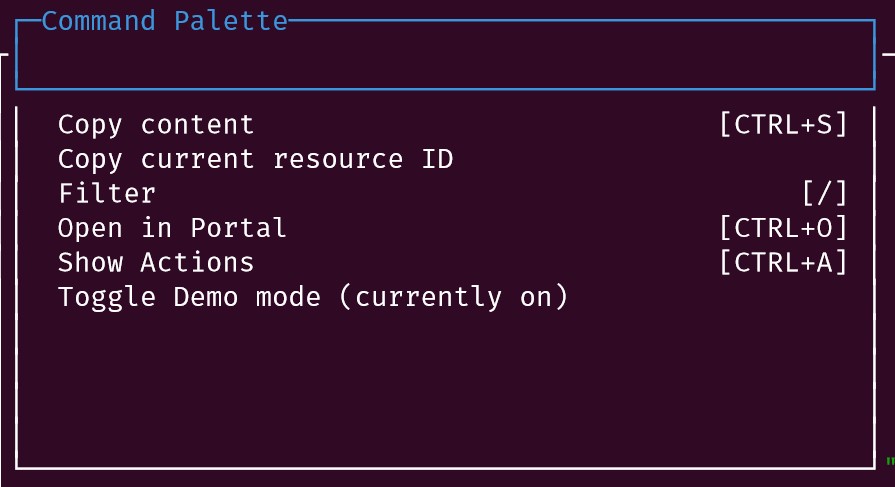 Command Palette
Copy content [CTRL+S]
Copy current resource ID
Filter [/]
Open in Portal [CTRL+O]
Show Actions [CTRL+A]
Toggle Demo mode (currently on)
"